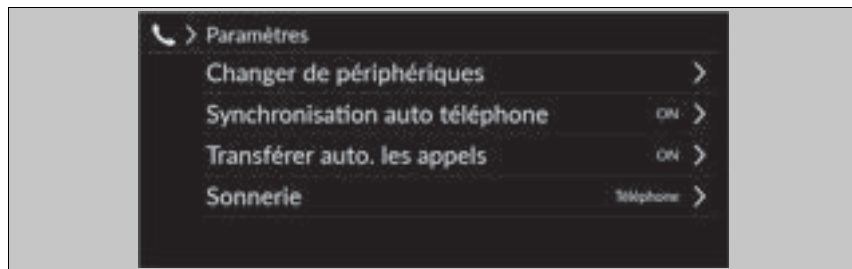 Paramètres
Changer de périphériques
Synchronisation auto téléphone ON
Transférer auto. les appels ON
Sonnerie Téléphone